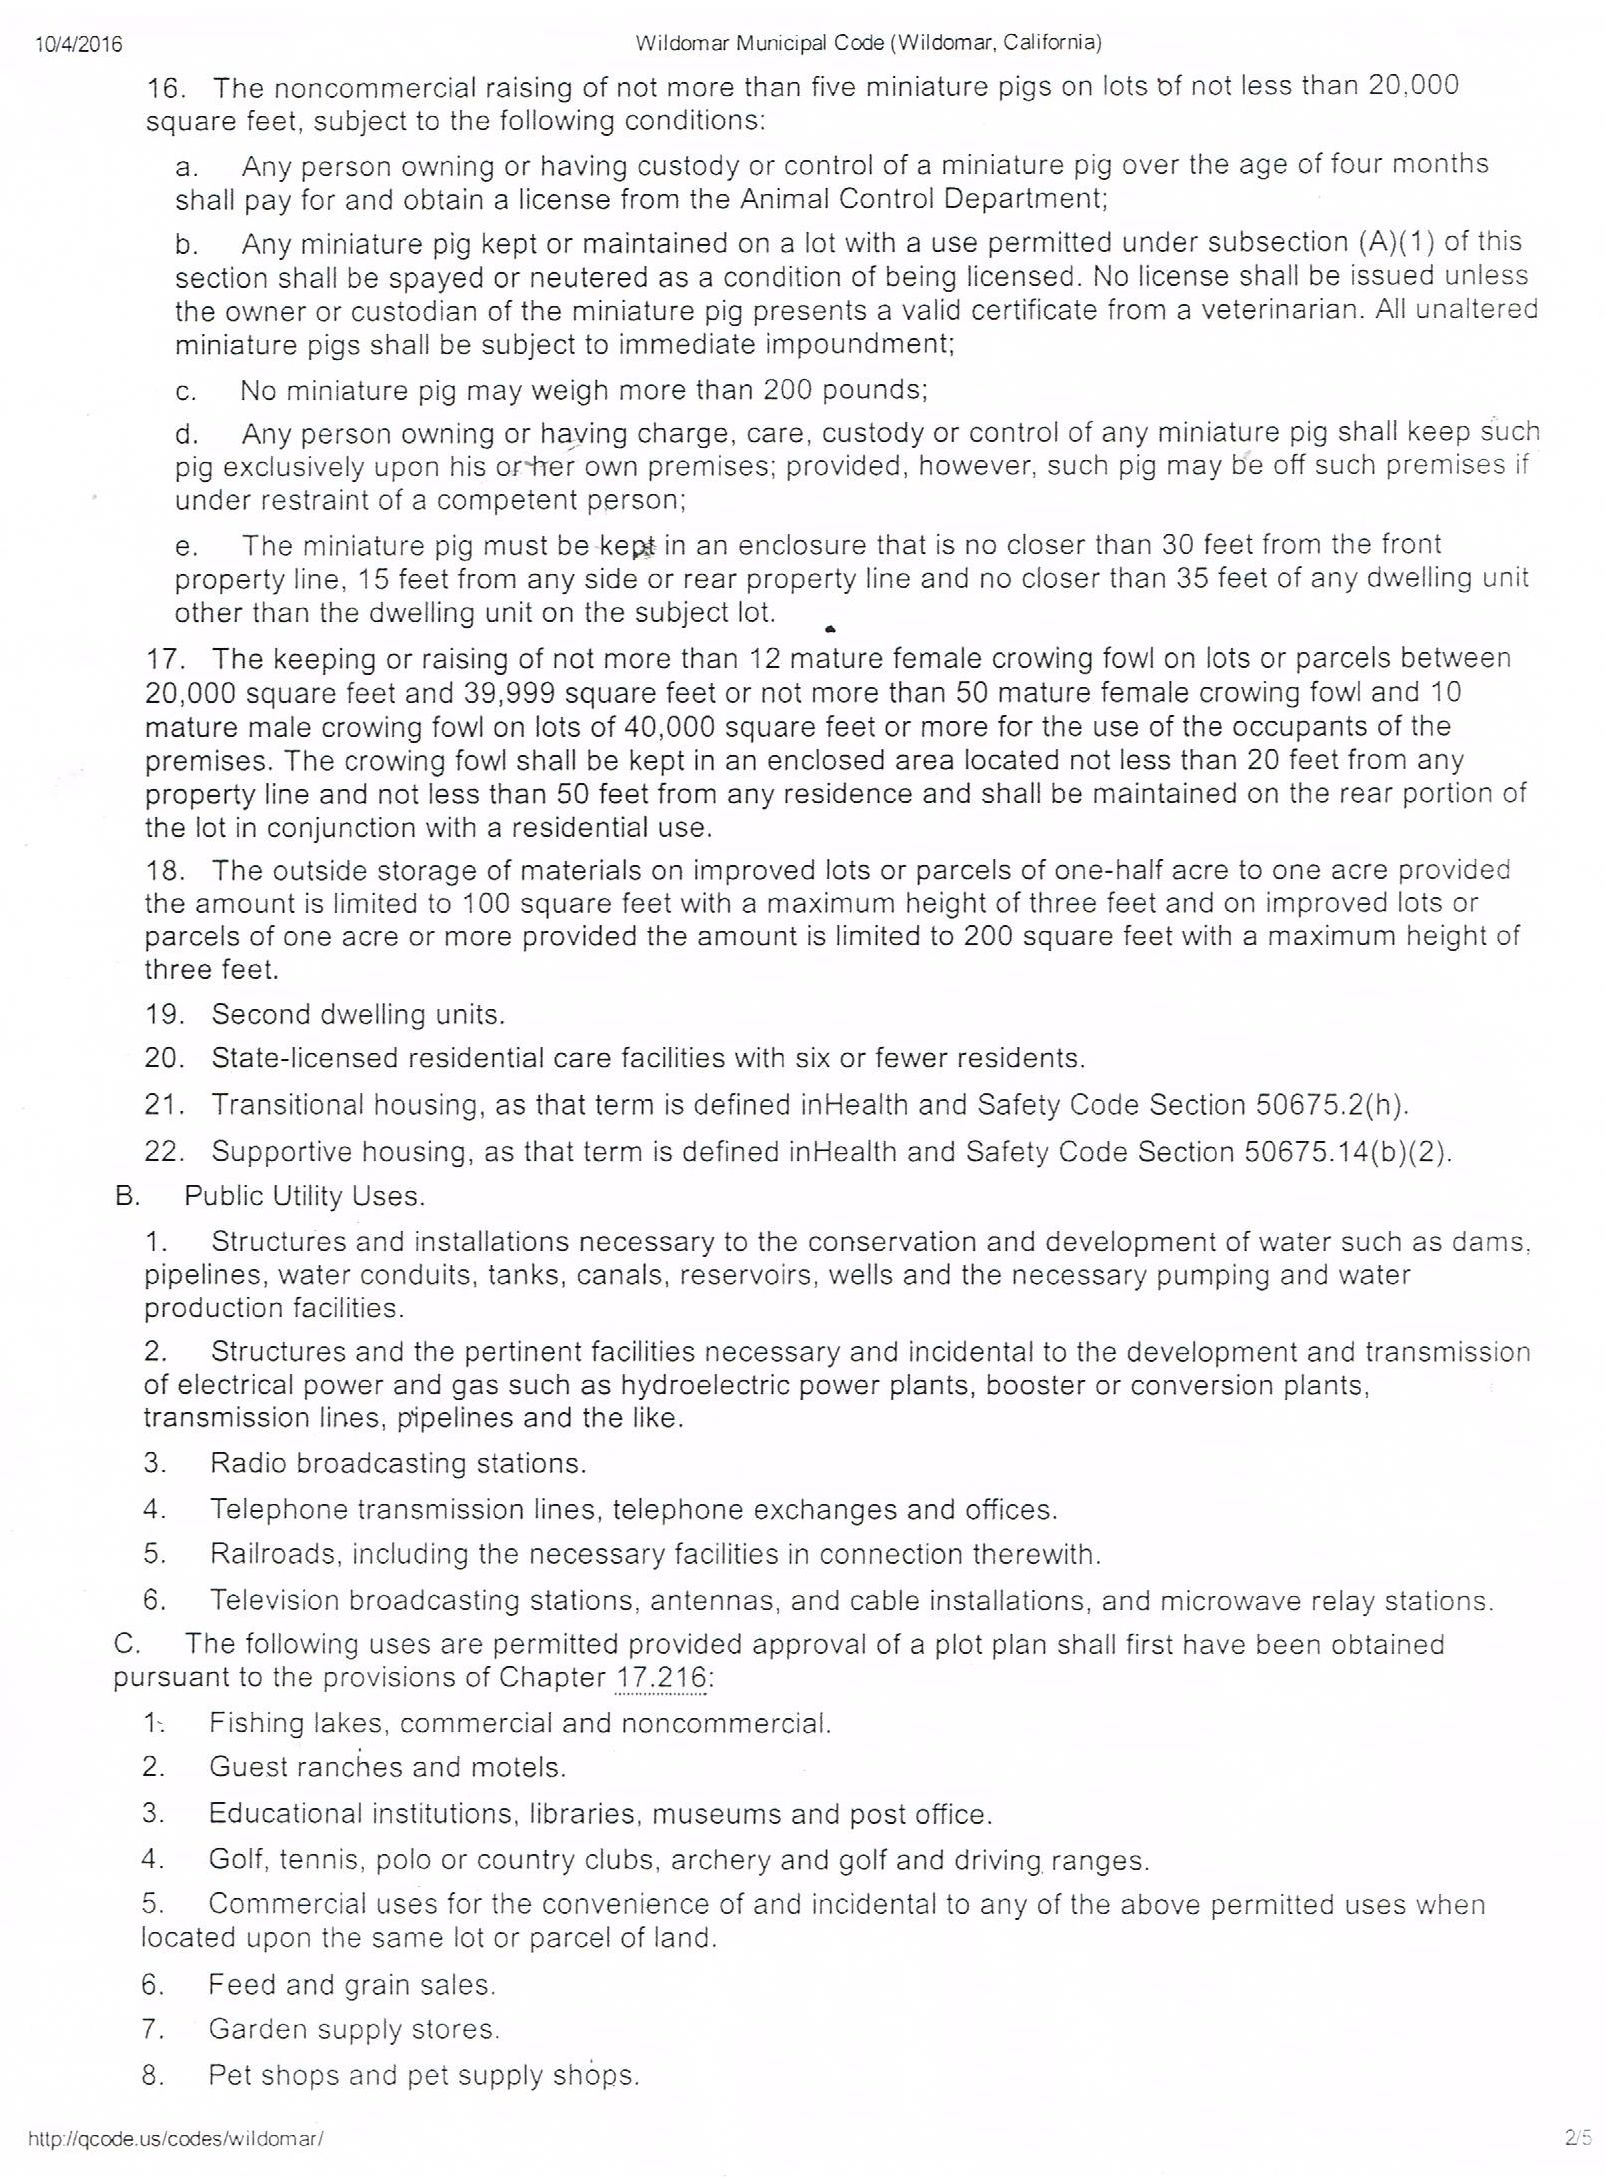 10/4/2016
Wildomar Municipal Code (Wildomar, California)
16. The noncommercial raising of not more than five miniature pigs on lots of not less than 20,000
square feet, subject to the following conditions:
a. Any person owning or having custody or control of a miniature pig over the age of four months
shall pay for and obtain a license from the Animal Control Department;
b. Any miniature pig kept or maintained on a lot with a use permitted under subsection (A)(1) of this
section shall be spayed or neutered as a condition of being licensed. No license shall be issued unless
the owner or custodian of the miniature pig presents a valid certificate from a veterinarian. All unaltered
miniature pigs shall be subject to immediate impoundment;
c. No miniature pig may weigh more than 200 pounds;
d. Any person owning or having charge, care, custody or control of any miniature pig shall keep such
pig exclusively upon his or her own premises; provided, however, such pig may be off such premises if
under restraint of a competent person;
e. The miniature pig must be kept in an enclosure that is no closer than 30 feet from the front
property line, 15 feet from any side or rear property line and no closer than 35 feet of any dwelling unit
other than the dwelling unit on the subject lot.
17. The keeping or raising of not more than 12 mature female crowing fowl on lots or parcels between
20,000 square feet and 39,999 square feet or not more than 50 mature female crowing fowl and 10
mature male crowing fowl on lots of 40,000 square feet or more for the use of the occupants of the
premises. The crowing fowl shall be kept in an enclosed area located not less than 20 feet from any
property line and not less than 50 feet from any residence and shall be maintained on the rear portion of
the lot in conjunction with a residential use.
18. The outside storage of materials on improved lots or parcels of one-half acre to one acre provided
the amount is limited to 100 square feet with a maximum height of three feet and on improved lots or
parcels of one acre or more provided the amount is limited to 200 square feet with a maximum height of
three feet.
19. Second dwelling units.
20. State-licensed residential care facilities with six or fewer residents.
21. Transitional housing, as that term is defined inHealth and Safety Code Section 50675.2(h).
22. Supportive housing, as that term is defined inHealth and Safety Code Section 50675.14(b)(2).
B. Public Utility Uses.
1. Structures and installations necessary to the conservation and development of water such as dams,
pipelines, water conduits, tanks, canals, reservoirs, wells and the necessary pumping and water
production facilities.
2. Structures and the pertinent facilities necessary and incidental to the development and transmission
of electrical power and gas such as hydroelectric power plants, booster or conversion plants,
transmission lines, pipelines and the like.
3. Radio broadcasting stations.
4. Telephone transmission lines, telephone exchanges and offices.
5. Railroads, including the necessary facilities in connection therewith.
6. Television broadcasting stations, antennas, and cable installations, and microwave relay stations.
C. The following uses are permitted provided approval of a plot plan shall first have been obtained
pursuant to the provisions of Chapter 17.216:
1. Fishing lakes, commercial and noncommercial.
2. Guest ranches and motels.
3. Educational institutions, libraries, museums and post office.
4. Golf, tennis, polo or country clubs, archery and golf and driving ranges.
5. Commercial uses for the convenience of and incidental to any of the above permitted uses when
located upon the same lot or parcel of land.
6. Feed and grain sales.
7. Garden supply stores.
8. Pet shops and pet supply shops.
http://qcode.us/codes/wildomar/
2/5